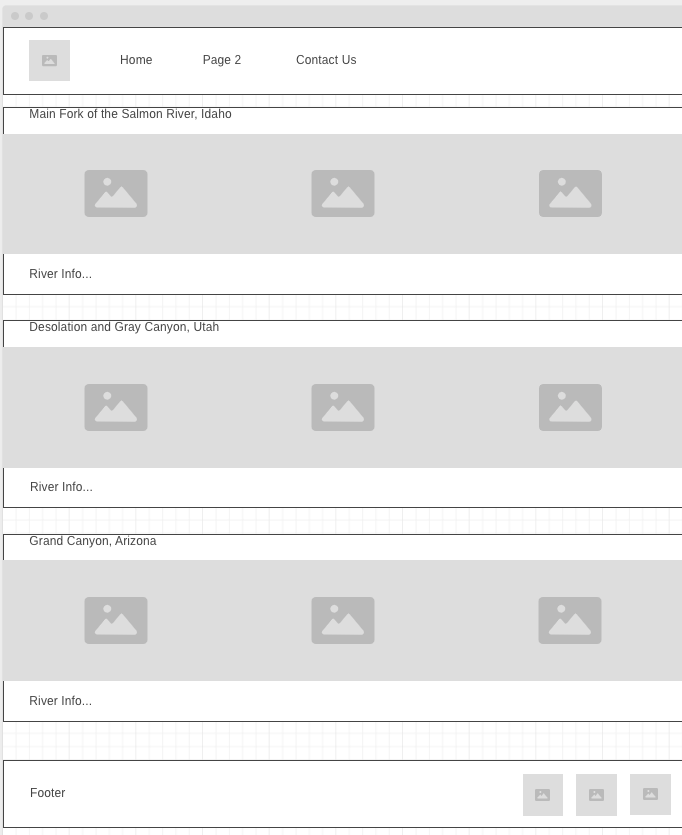 Home Page 2 Contact Us
Main Fork of the Salmon River, Idaho
River Info...
Desolation and Gray Canyon, Utah
River Info...
Grand Canyon, Arizona
River Info...
Footer